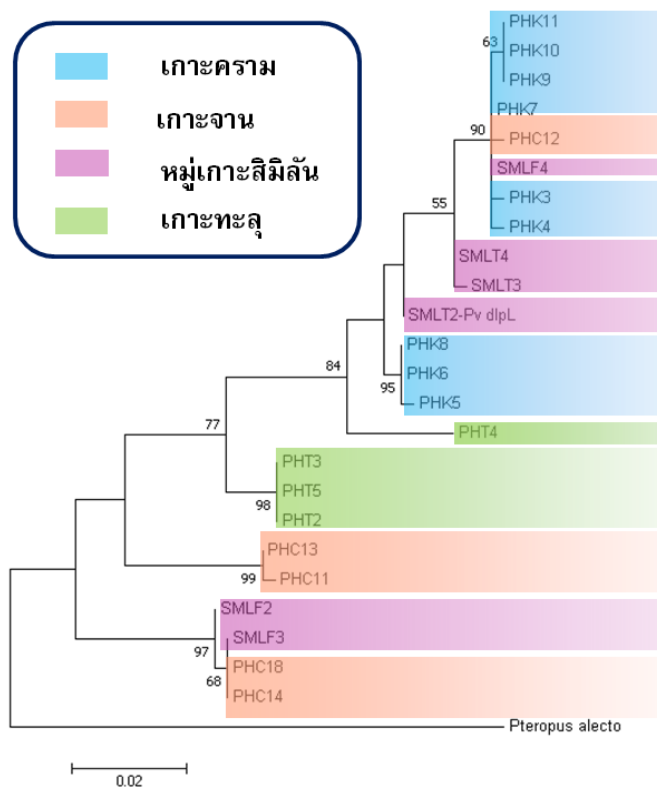 เกาะคราม
เกาะจาน
หมู่เกาะสิมิลัน
เกาะทะลุ
PHK11
63
PHK10
PHK9
PHK7
90
PHC12
SMLF4
PHK3
55
PHK4
SMLT4
SMLT3
SMLT2-Pv dlpL
PHK8
84
PHK6
95
PHK5
77
PHT4
PHT3
PHT5
98
PHT2
PHC13
99
PHC11
SMLF2
SMLF3
97
PHC18
68
PHC14
Pteropus alecto
0.02